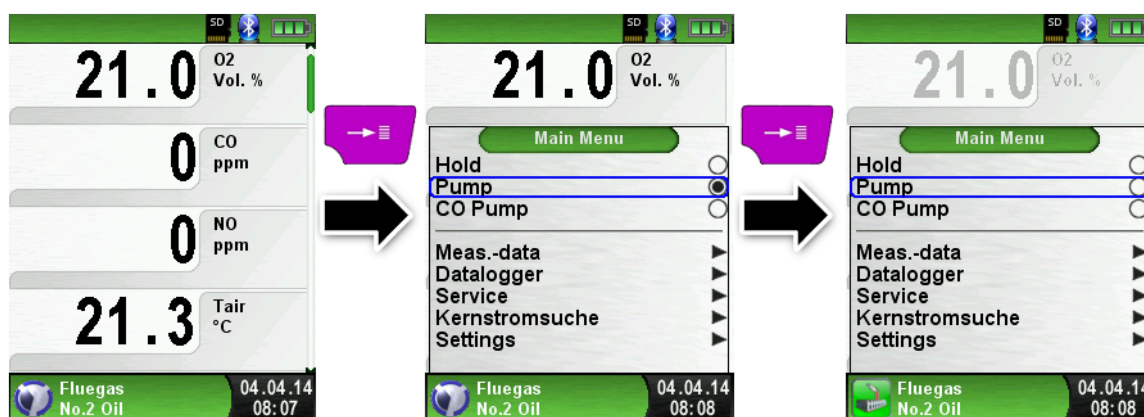 SD
21.0 O2
Vol. %
0 CO
ppm
0 NO
ppm
21.3 Tair
°C
Fluegas 04.04.14
No.2 Oil 08:07
SD
21.0 O2
Vol. %
Main Menu
Hold
Pump
CO Pump
Meas.-data
Datalogger
Service
Kernstromsuche
Settings
Fluegas 04.04.14
No.2 Oil 08:08
SD
21.0 O2
Vol. %
Main Menu
Hold
Pump
CO Pump
Meas.-data
Datalogger
Service
Kernstromsuche
Settings
Fluegas 04.04.14
No.2 Oil 08:08